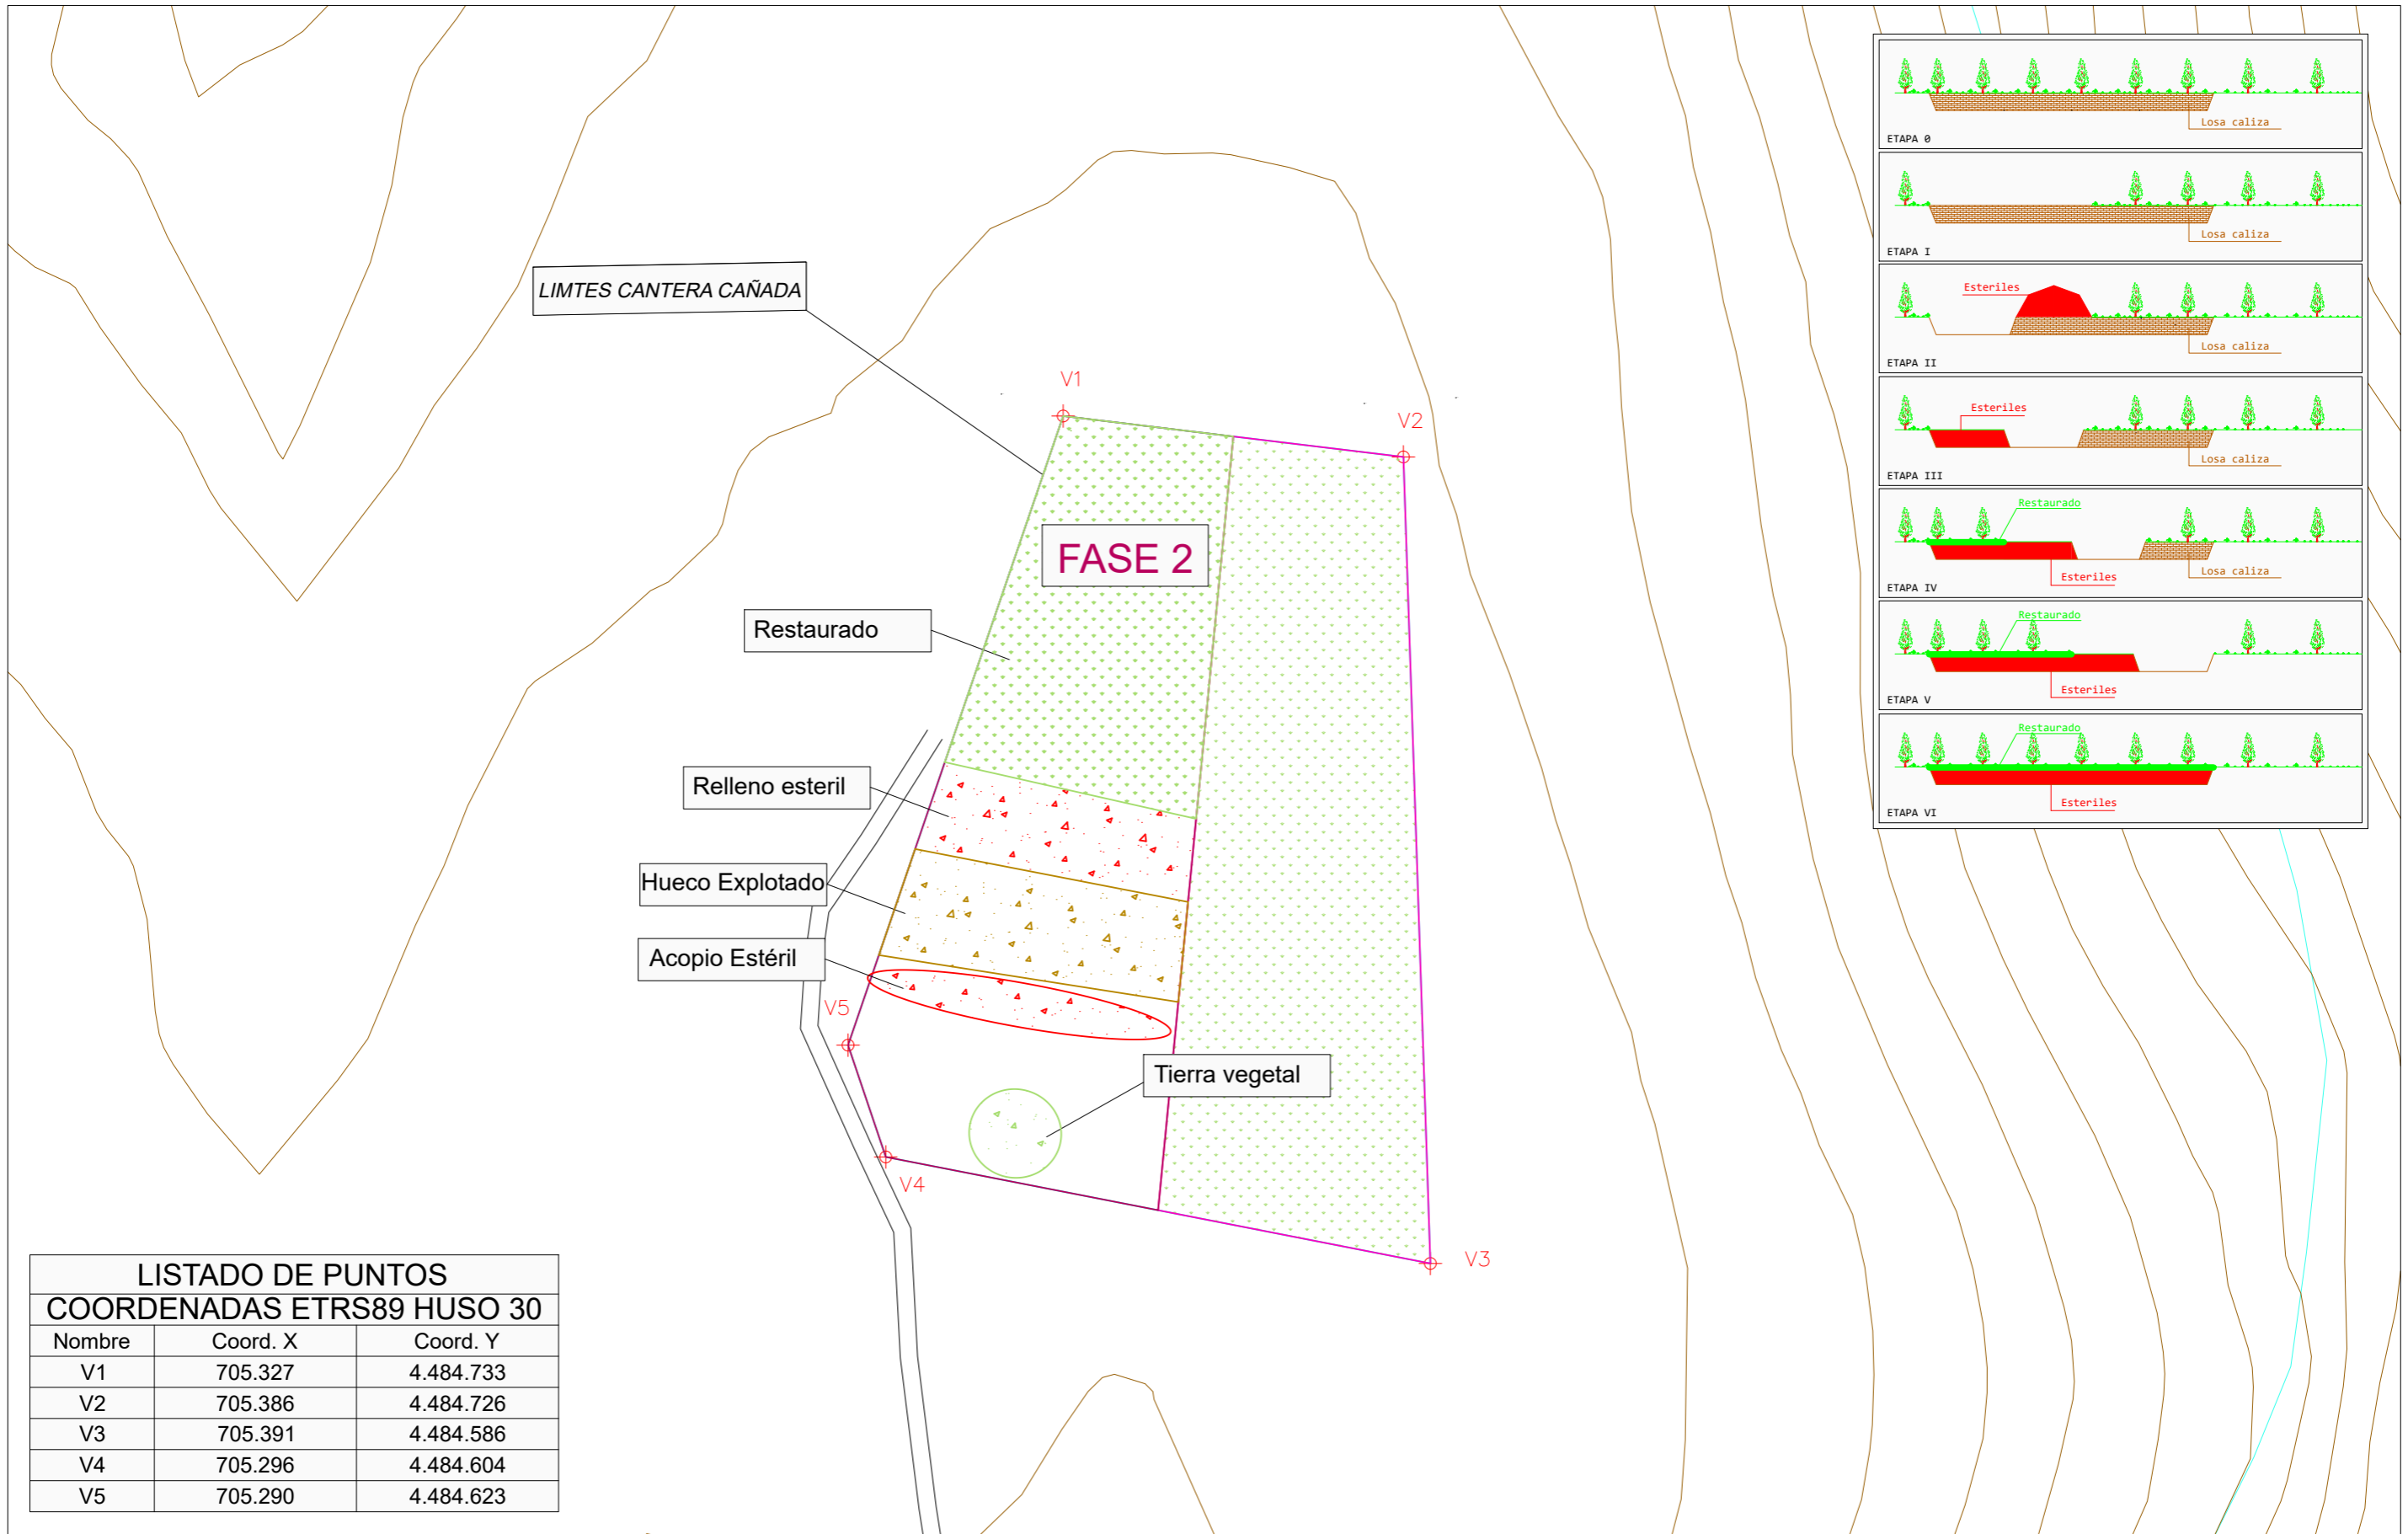 LIMTES CANTERA CAÑADA
V1
V2
FASE 2
Restaurado
Relleno esteril
Hueco Explotado
Acopio Estéril
V5
Tierra vegetal
V4
V3
Losa caliza
ETAPA 0
Losa caliza
ETAPA I
Esteriles
Losa caliza
ETAPA II
Esteriles
Losa caliza
ETAPA III
Restaurado
Losa caliza
Esteriles
ETAPA IV
Restaurado
Esteriles
ETAPA V
Restaurado
Esteriles
ETAPA VI
LISTADO DE PUNTOS
COORDENADAS ETRS89 HUSO 30
Nombre Coord. X Coord. Y
V1 705.327 4.484.733
V2 705.386 4.484.726
V3 705.391 4.484.586
V4 705.296 4.484.604
V5 705.290 4.484.623